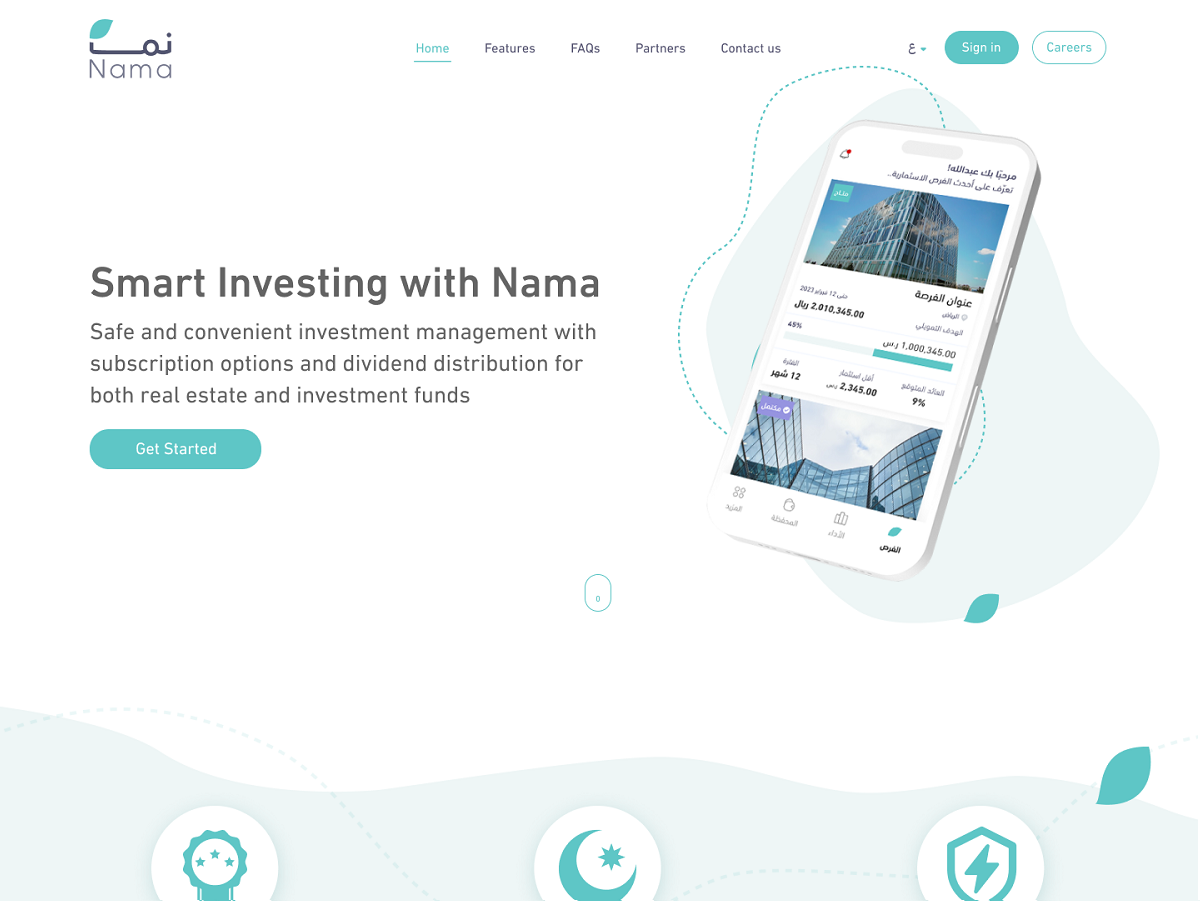 نمـــا
Nama
Home
Features
FAQs
Partners
Contact us
ع
Sign in
Careers
Smart Investing with Nama
Safe and convenient investment management with
subscription options and dividend distribution for
both real estate and investment funds
Get Started
مرحبًا بك عبدالله!
تعرّف على أحدث الفرص الاستثمارية..
متاح
عنوان الفرصة
حتى 12 فبراير 2023
الرياض
2,010,345.00 ريال
الهدف التمويلي
45%
1,000,345.00 ر.س
العائد المتوقع
أقل استثمار
الفترة
9%
2,345.00 ر.س
12 شهر
مكتمل
الفرص
الأداء
المحفظة
المزيد
0